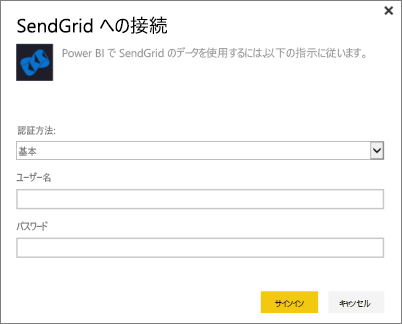 SendGrid への接続
Power BI で SendGrid のデータを使用するには、以下の指示に従います。
認証方法:
基本
ユーザー名
パスワード
サインイン
キャンセル